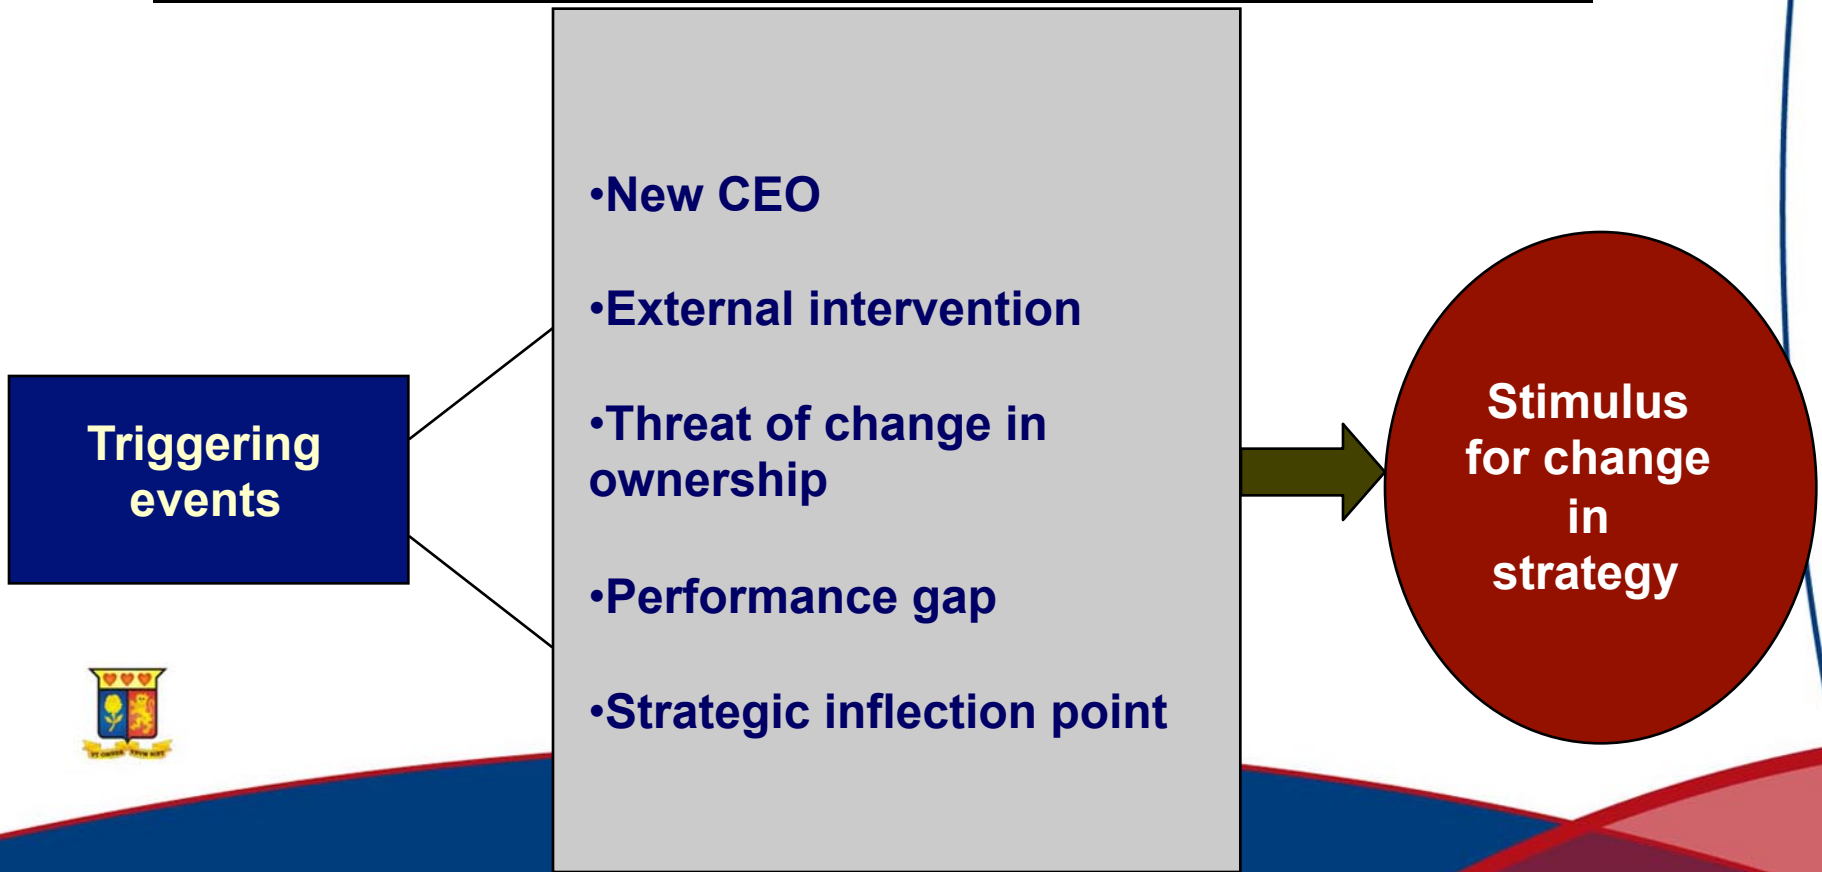 Triggering
events
•New CEO
•External intervention
•Threat of change in
ownership
•Performance gap
•Strategic inflection point
Stimulus
for change
in
strategy